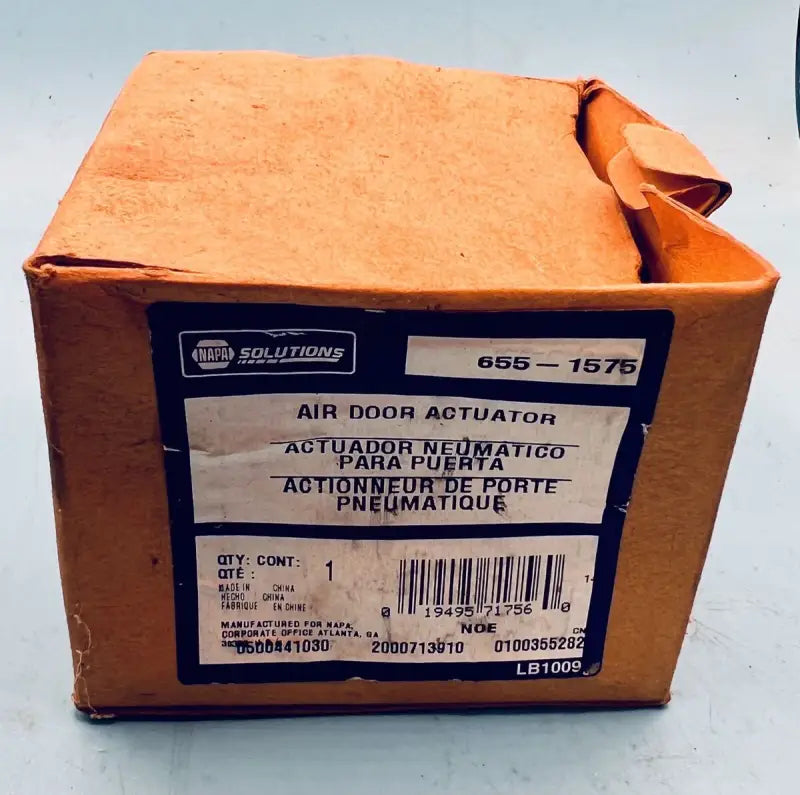 NAPA SOLUTIONS
655-1575
AIR DOOR ACTUATOR
ACTUADOR NEUMATICO
PARA PUERTA
ACTIONNEUR DE PORTE
PNEUMATIQUE
QTY: CONT: 1
QTÉ :
MADE IN CHINA
HECHO CHINA
FABRIQUE EN CHINE
MANUFACTURED FOR NAPA,
CORPORATE OFFICE ATLANTA, GA
0 19495 71756 0
NOE
CN
0500441030 2000713910 0100355282
LB1009